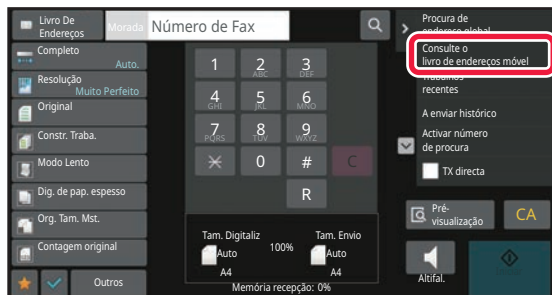 Livro De
Endereços
Morada
Número de Fax
Procura de
endereço global
Consulte o
livro de endereços móvel
Trabalhos
recentes
A enviar histórico
Activar número
de procura
TX directa
Completo
Auto.
Resolução
Muito Perfeito
Original
Constr. Traba.
Modo Lento
Dig. de pap. espesso
Org. Tam. Mst.
Contagem original
Outros
1
2
ABC
3
DEF
4
GHI
5
JKL
6
MNO
7
PQRS
8
TUV
9
WXYZ
0
#
C
R
Tam. Digitaliz
100%
Tam. Envio
Auto
A4
Auto
A4
Memória recepção: 0%
Pré-
visualização
CA
Altifal.